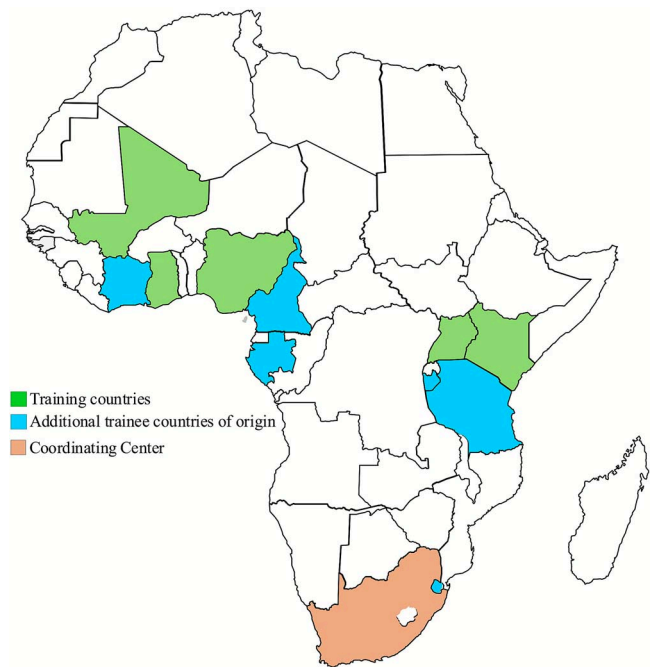 Training countries
Additional trainee countries of origin
Coordinating Center